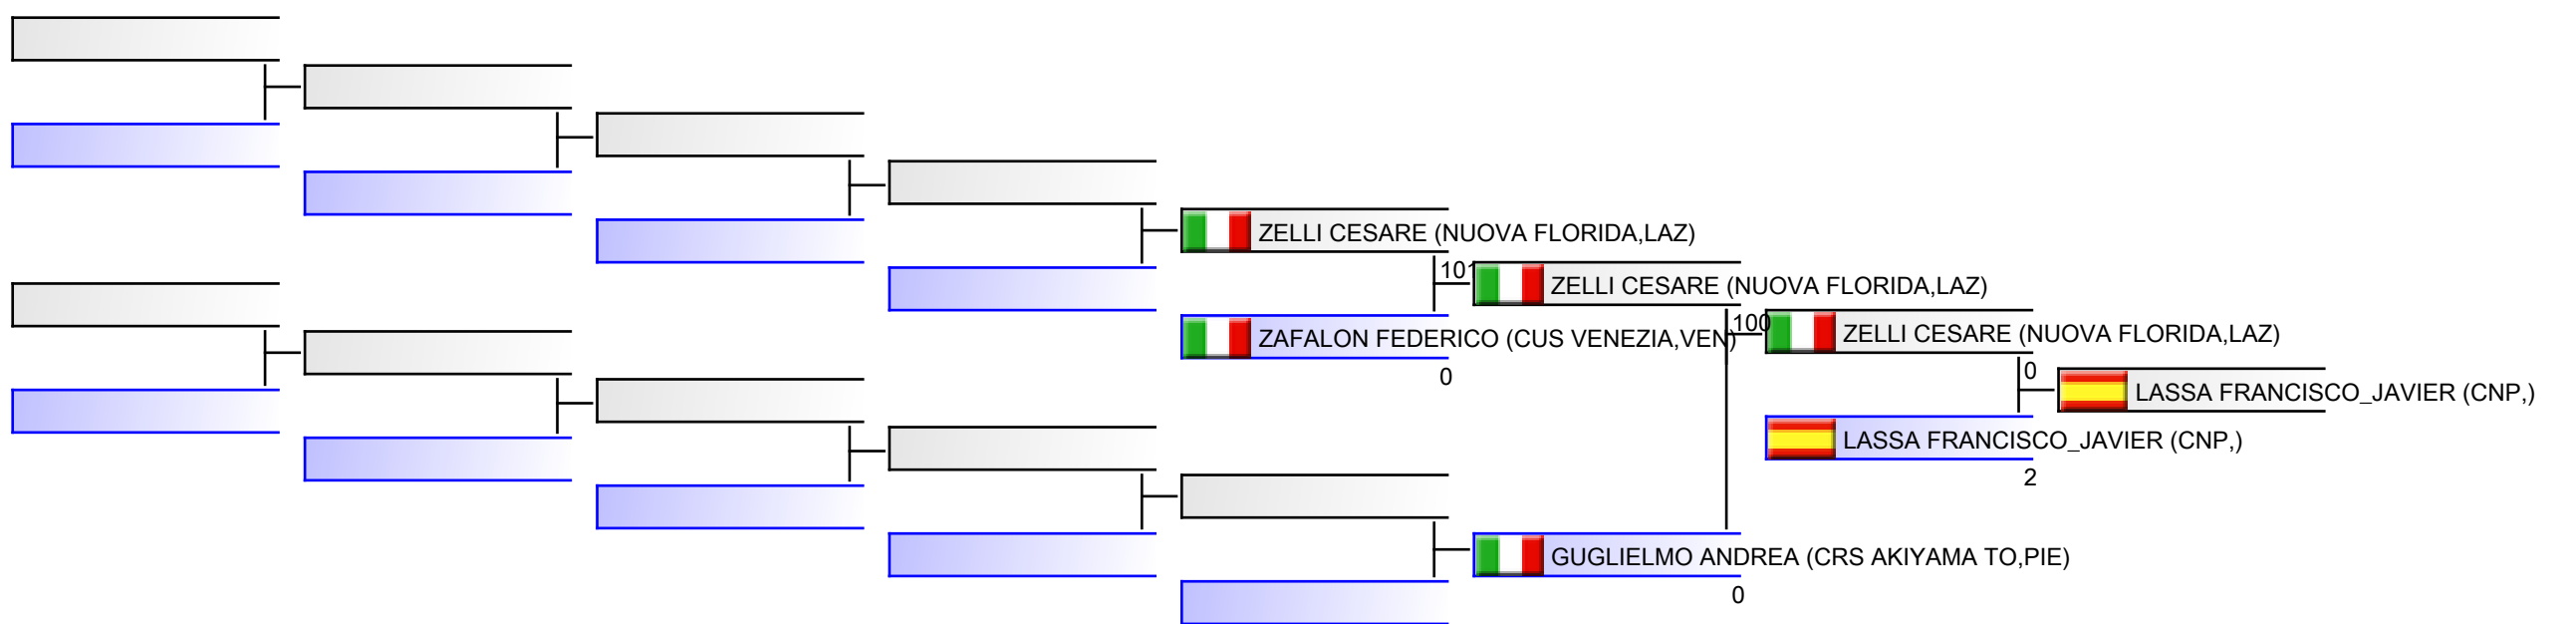 ZELLI CESARE (NUOVA FLORIDA,LAZ)
101
ZELLI CESARE (NUOVA FLORIDA,LAZ)
ZAFALON FEDERICO (CUS VENEZIA,VEN)
0
100
ZELLI CESARE (NUOVA FLORIDA,LAZ)
0
LASSA FRANCISCO_JAVIER (CNP,)
LASSA FRANCISCO_JAVIER (CNP,)
2
GUGLIELMO ANDREA (CRS AKIYAMA TO,PIE)
0